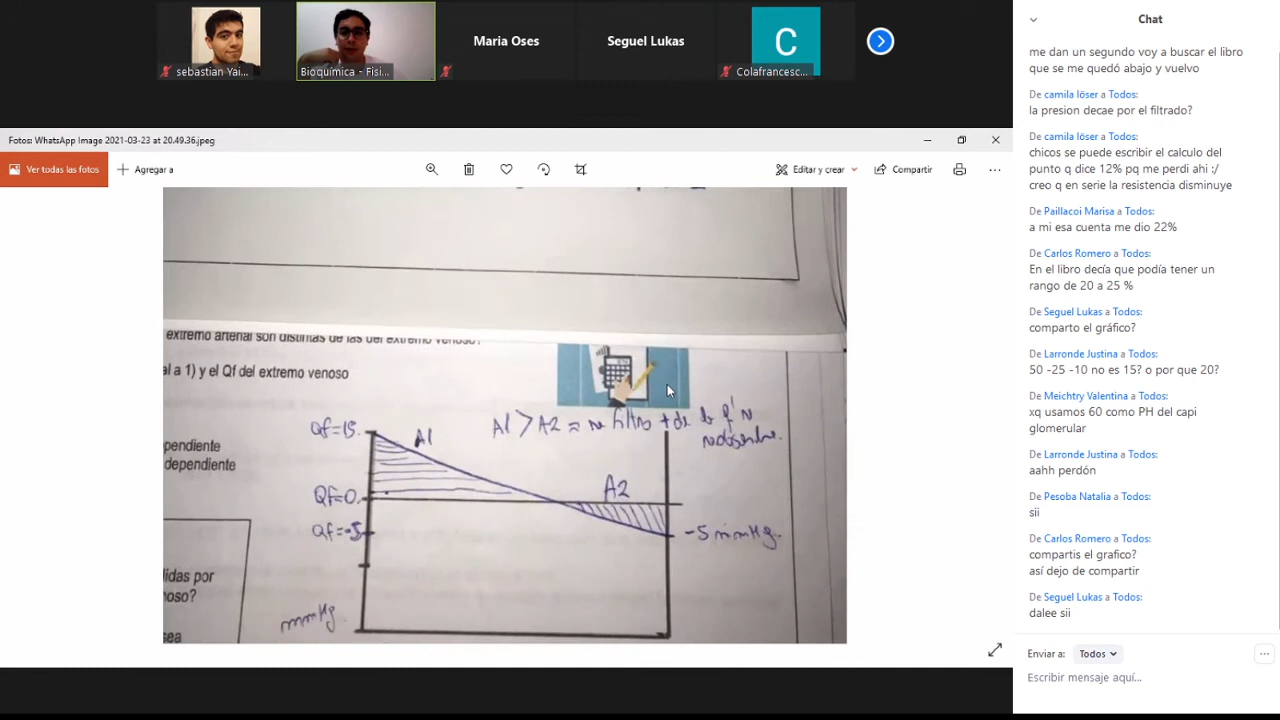 sebastian Yai...
Bioquímica - Fisi...
Maria Oses
Seguel Lukas
C
Colafrancesc...
Fotos: WhatsApp Image 2021-03-23 at 20.49.36.jpeg
Ver todas las fotos
Agregar a
Editar y crear
Compartir
extremo arterial son distintas de las del extremo venoso?
al a 1) y el Qf del extremo venoso
pendiente
dependiente
didas por
noso?
sea
Qf=15
A1
A1 > A2 = se filtra + de lo q'
Qf=0
A2
Qf=-5
-5 mmHg.
mmHg
Chat
me dan un segundo voy a buscar el libro
que se me quedó abajo y vuelvo
De camila löser a Todos:
la presion decae por el filtrado?
De camila löser a Todos:
chicos se puede escribir el calculo del
punto q dice 12% pq me perdi ahi :/
creo q en serie la resistencia disminuye
De Paillacoi Marisa a Todos:
a mi esa cuenta me dio 22%
De Carlos Romero a Todos:
En el libro decía que podía tener un
rango de 20 a 25 %
De Seguel Lukas a Todos:
comparto el gráfico?
De Larronde Justina a Todos:
50 -25 -10 no es 15? o por que 20?
De Meichtry Valentina a Todos:
xq usamos 60 como PH del capi
glomerular
De Larronde Justina a Todos:
aahh perdón
De Pesoba Natalia a Todos:
sii
De Carlos Romero a Todos:
compartis el grafico?
así dejo de compartir
De Seguel Lukas a Todos:
dalee sii
Enviar a: Todos
Escribir mensaje aquí...